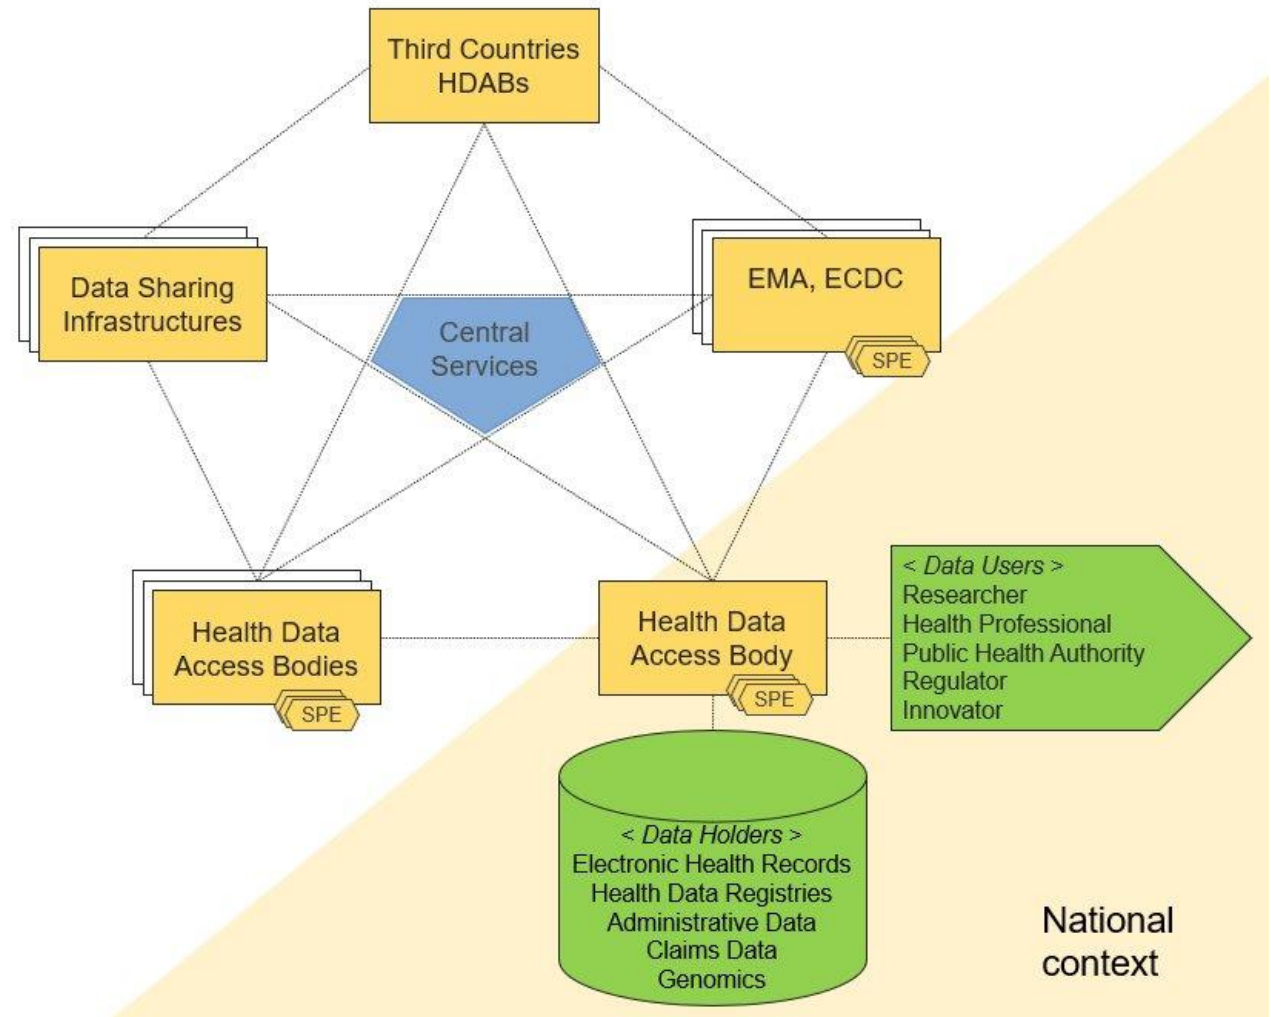 Third Countries
HDABs
Data Sharing
Infrastructures
EMA, ECDC
SPE
Central
Services
Health Data
Access Bodies
SPE
Health Data
Access Body
SPE
< Data Users >
Researcher
Health Professional
Public Health Authority
Regulator
Innovator
< Data Holders >
Electronic Health Records
Health Data Registries
Administrative Data
Claims Data
Genomics
National
context